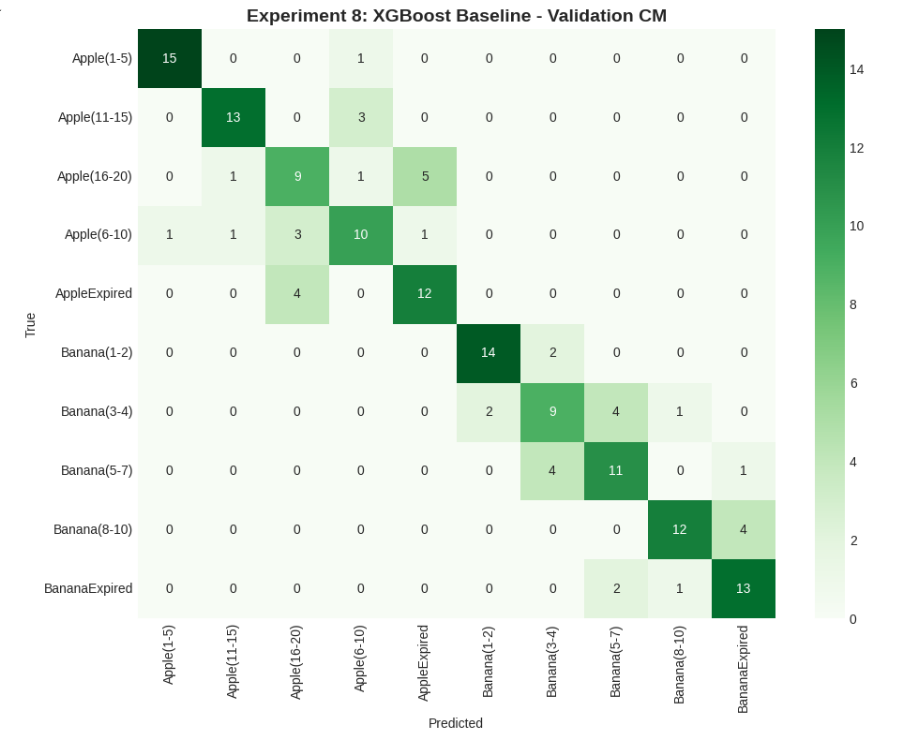 Experiment 8: XGBoost Baseline - Validation CM
Apple(1-5) 15 0 0 1 0 0 0 0 0 0
Apple(11-15) 0 13 0 3 0 0 0 0 0 0
Apple(16-20) 0 1 9 1 5 0 0 0 0 0
Apple(6-10) 1 1 3 10 1 0 0 0 0 0
AppleExpired 0 0 4 0 12 0 0 0 0 0
Banana(1-2) 0 0 0 0 0 14 2 0 0 0
Banana(3-4) 0 0 0 0 0 2 9 4 1 0
Banana(5-7) 0 0 0 0 0 0 4 11 0 1
Banana(8-10) 0 0 0 0 0 0 0 0 12 4
BananaExpired 0 0 0 0 0 0 0 2 1 13
True
Apple(1-5) Apple(11-15) Apple(16-20) Apple(6-10) AppleExpired Banana(1-2) Banana(3-4) Banana(5-7) Banana(8-10) BananaExpired
Predicted
14
12
10
8
6
4
2
0